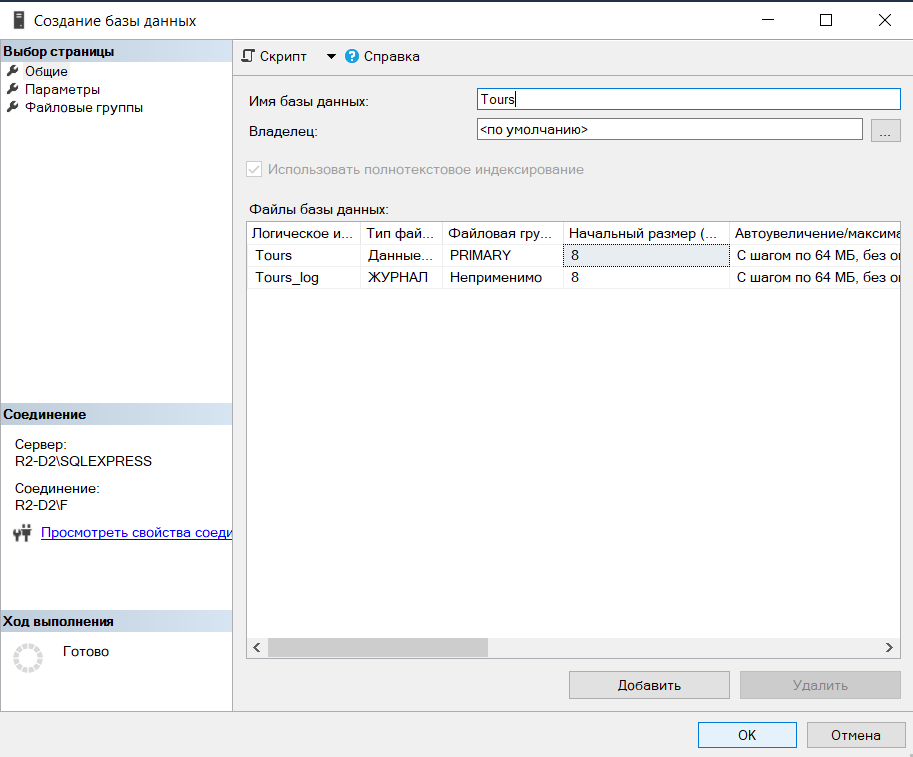 Создание базы данных
Выбор страницы
Общие
Параметры
Файловые группы
Скрипт
Справка
Имя базы данных: Tours
Владелец: <по умолчанию> ...
Использовать полнотекстовое индексирование
Файлы базы данных:
Логическое и... Тип фай... Файловая гру... Начальный размер (... Автоувеличение/максима
Tours Данные... PRIMARY 8 С шагом по 64 МБ, без о
Tours_log ЖУРНАЛ Неприменимо 8 С шагом по 64 МБ, без о
Соединение
Сервер:
R2-D2\SQLEXPRESS
Соединение:
R2-D2\F
Просмотреть свойства соеди
Ход выполнения
Готово
Добавить Удалить
OK Отмена